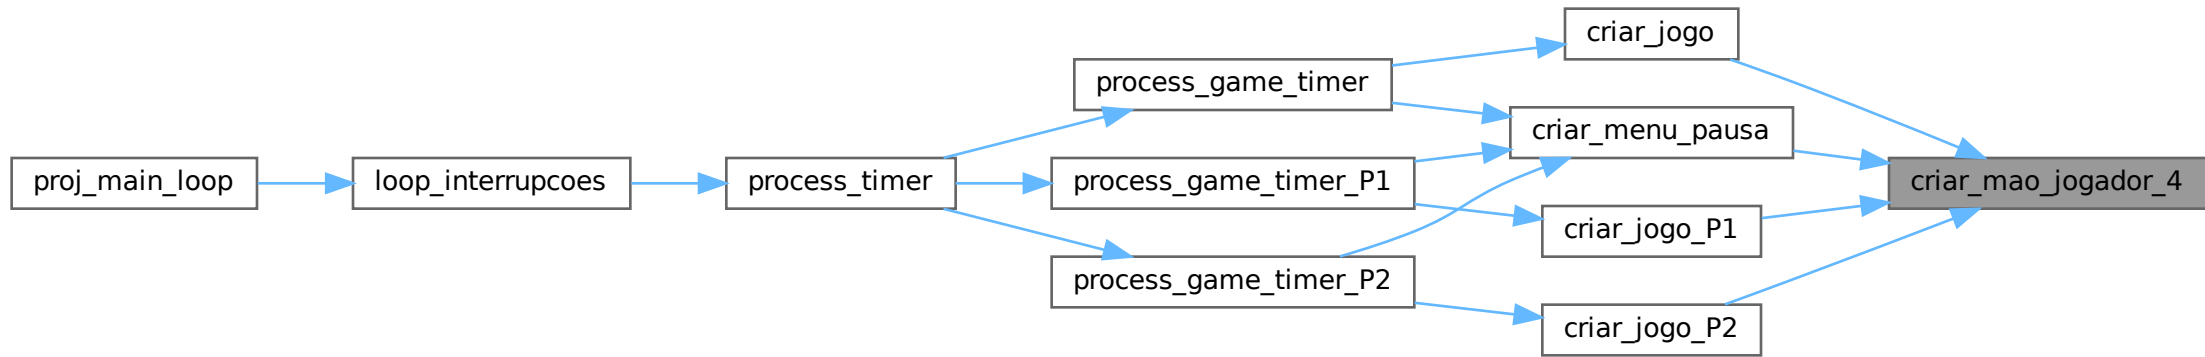 proj_main_loop
loop_interrupcoes
process_timer
process_game_timer
process_game_timer_P1
process_game_timer_P2
criar_jogo
criar_menu_pausa
criar_jogo_P1
criar_jogo_P2
criar_mao_jogador_4